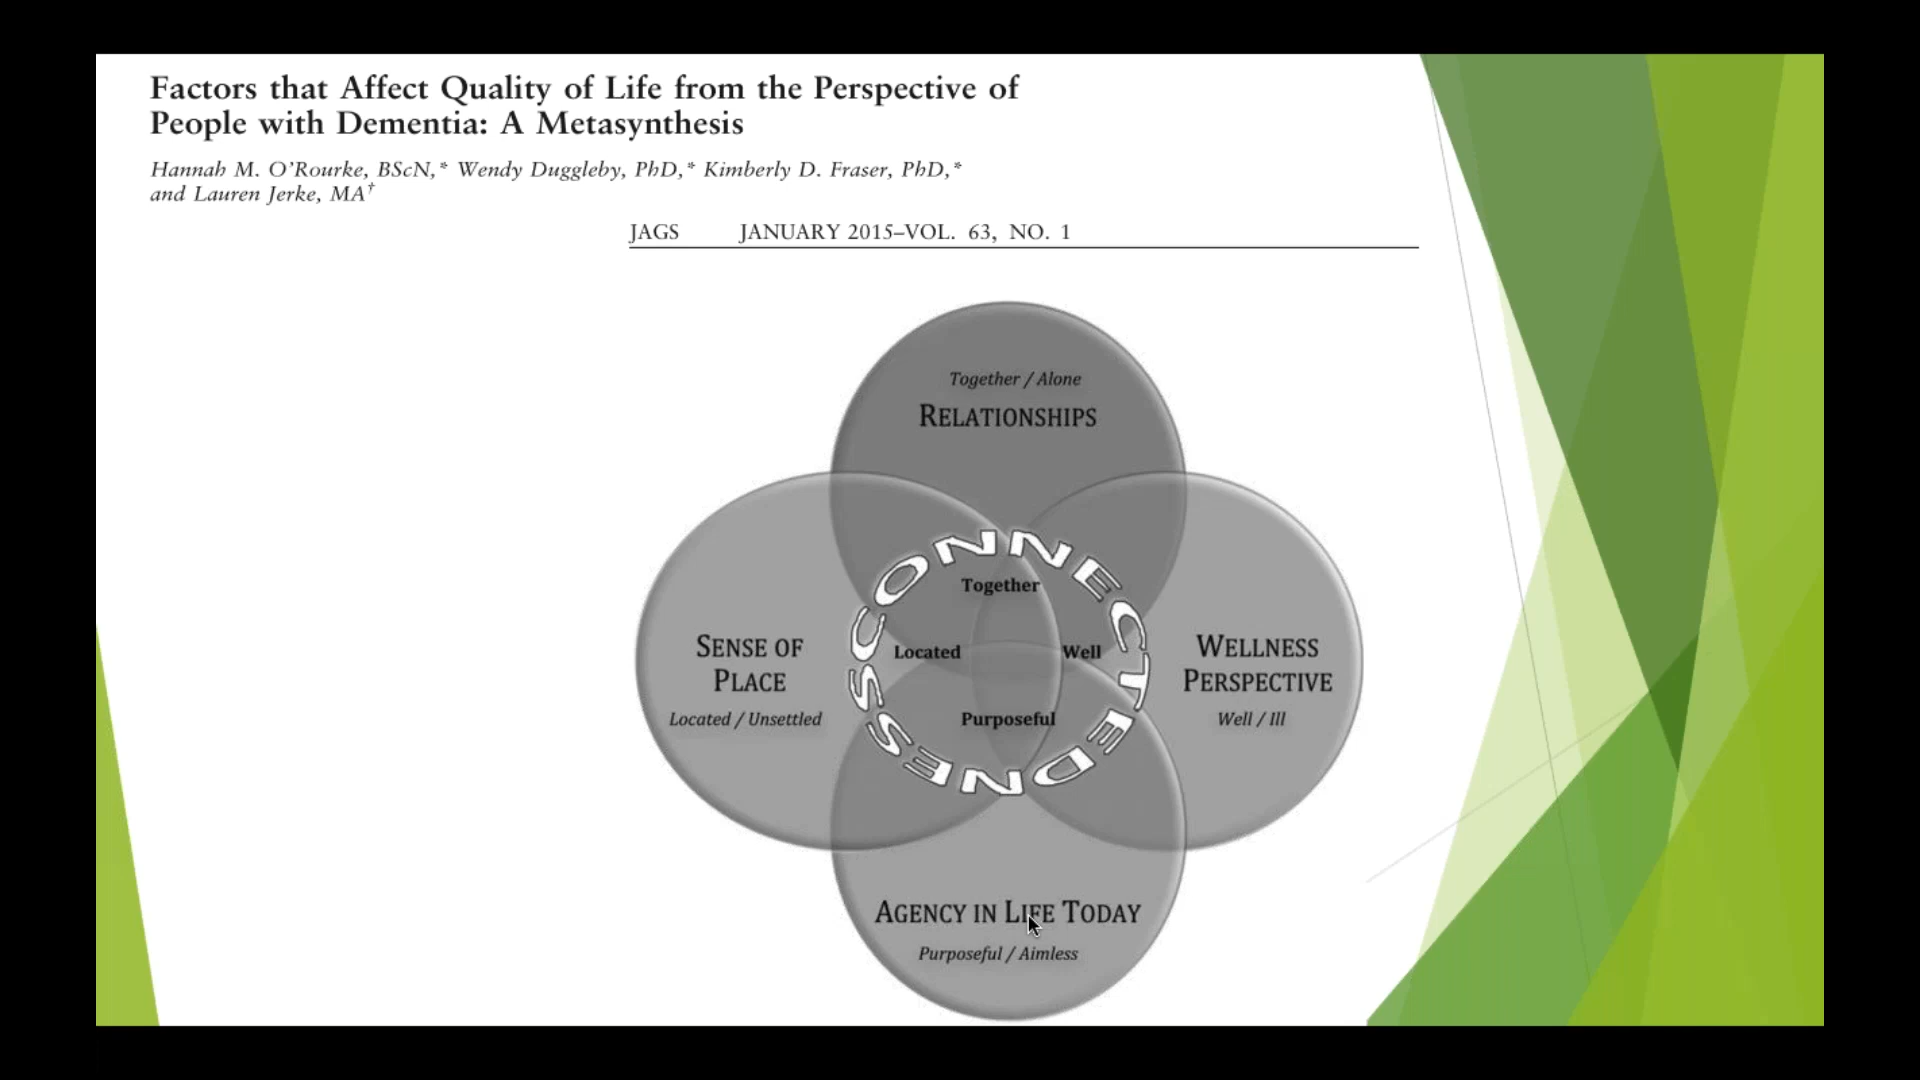 Factors that Affect Quality of Life from the Perspective of
People with Dementia: A Metasynthesis
Hannah M. O'Rourke, BScN,* Wendy Duggleby, PhD,* Kimberly D. Fraser, PhD,*
and Lauren Jerke, MA†
JAGS JANUARY 2015–VOL. 63, NO. 1
Together / Alone
RELATIONSHIPS
CONNECTEDNESS
Together
Located
Well
Purposeful
SENSE OF
PLACE
Located / Unsettled
WELLNESS
PERSPECTIVE
Well / Ill
AGENCY IN LIFE TODAY
Purposeful / Aimless